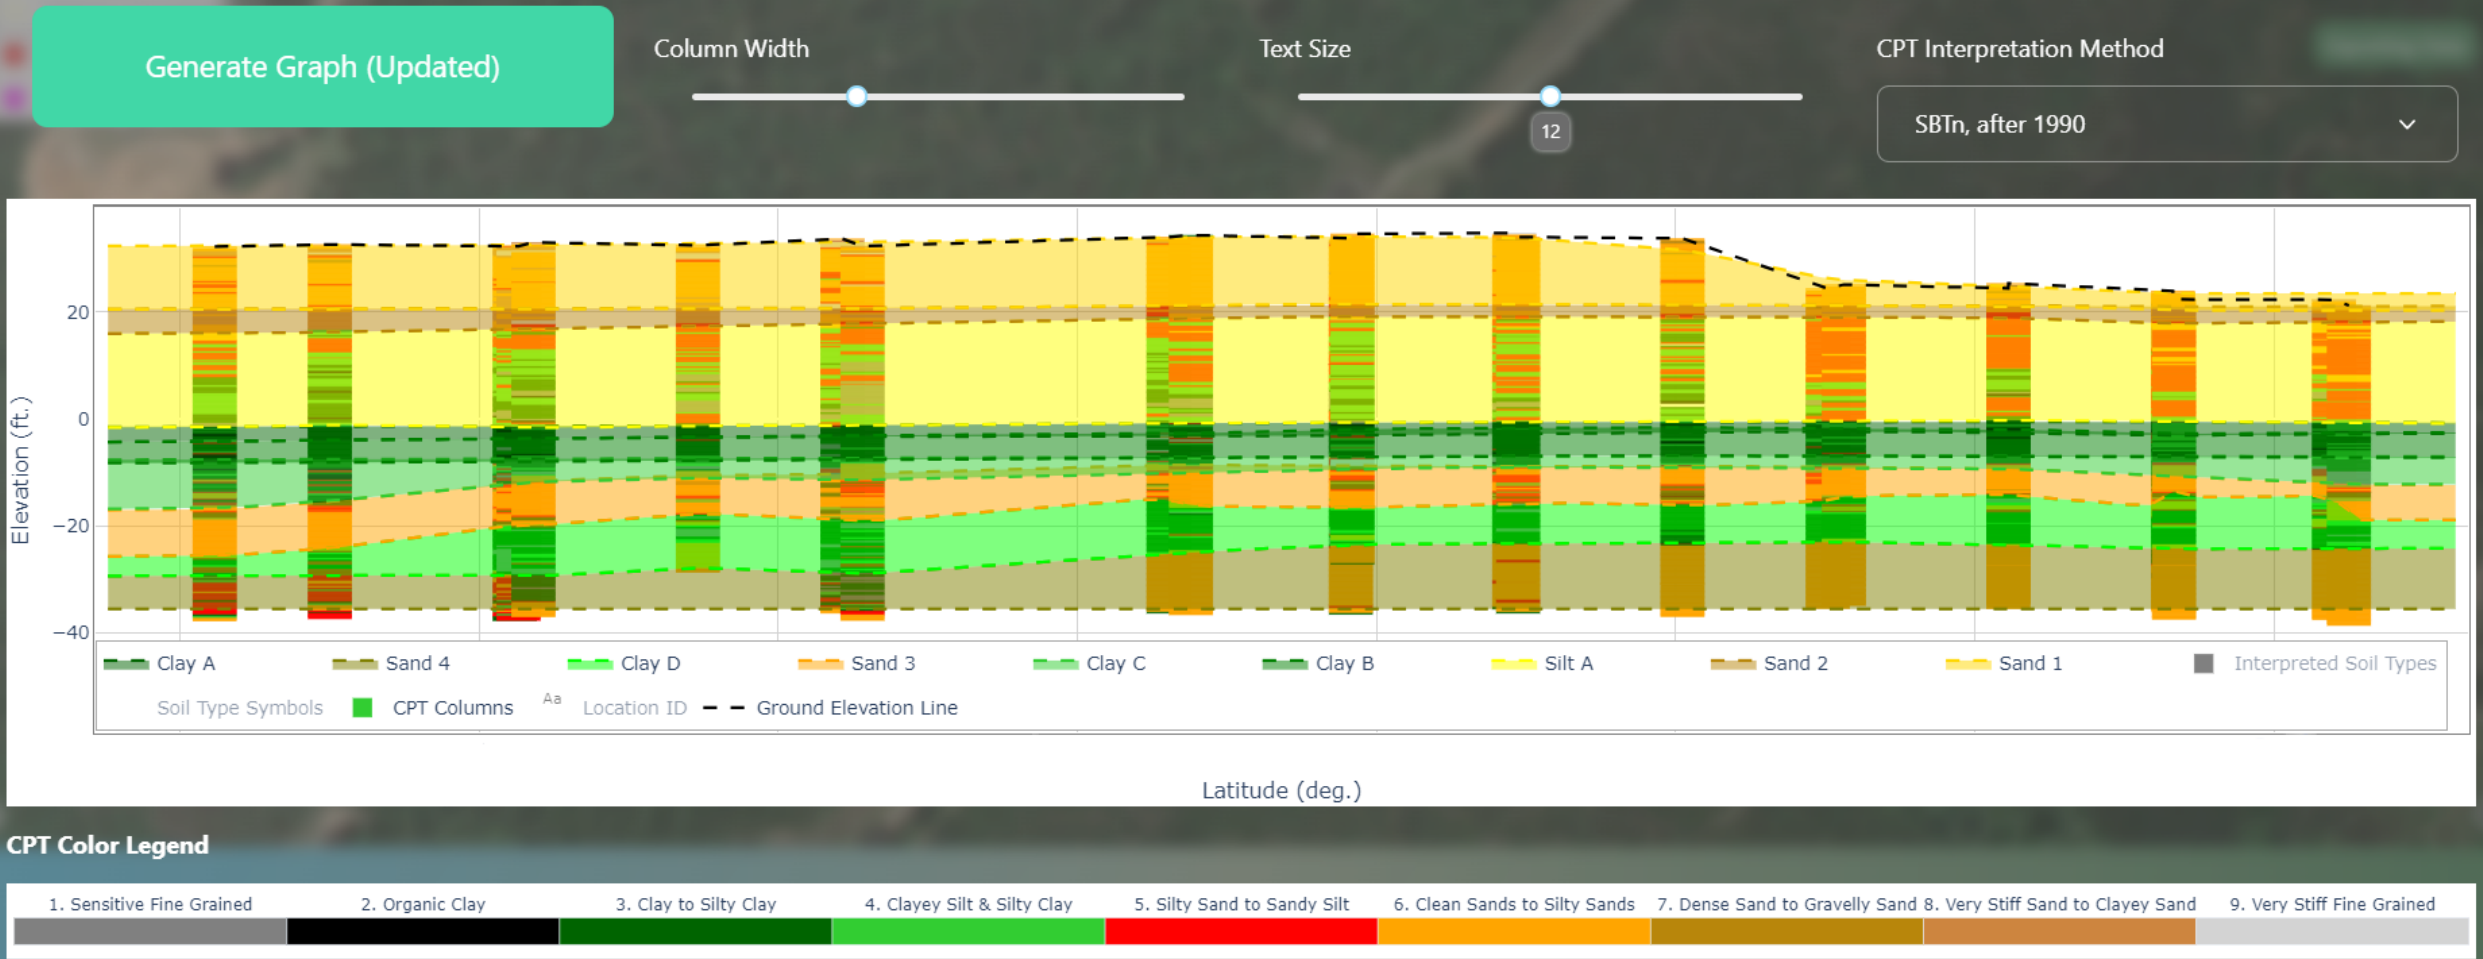 Generate Graph (Updated)
Column Width
Text Size
12
CPT Interpretation Method
SBTn, after 1990
Elevation (ft.)
20
0
−20
−40
Clay A
Sand 4
Clay D
Sand 3
Clay C
Clay B
Silt A
Sand 2
Sand 1
Interpreted Soil Types
Soil Type Symbols
CPT Columns
Aa
Location ID
Ground Elevation Line
Latitude (deg.)
CPT Color Legend
1. Sensitive Fine Grained
2. Organic Clay
3. Clay to Silty Clay
4. Clayey Silt & Silty Clay
5. Silty Sand to Sandy Silt
6. Clean Sands to Silty Sands
7. Dense Sand to Gravelly Sand
8. Very Stiff Sand to Clayey Sand
9. Very Stiff Fine Grained